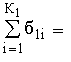 K₁
∑ б₁ᵢ =
i = 1